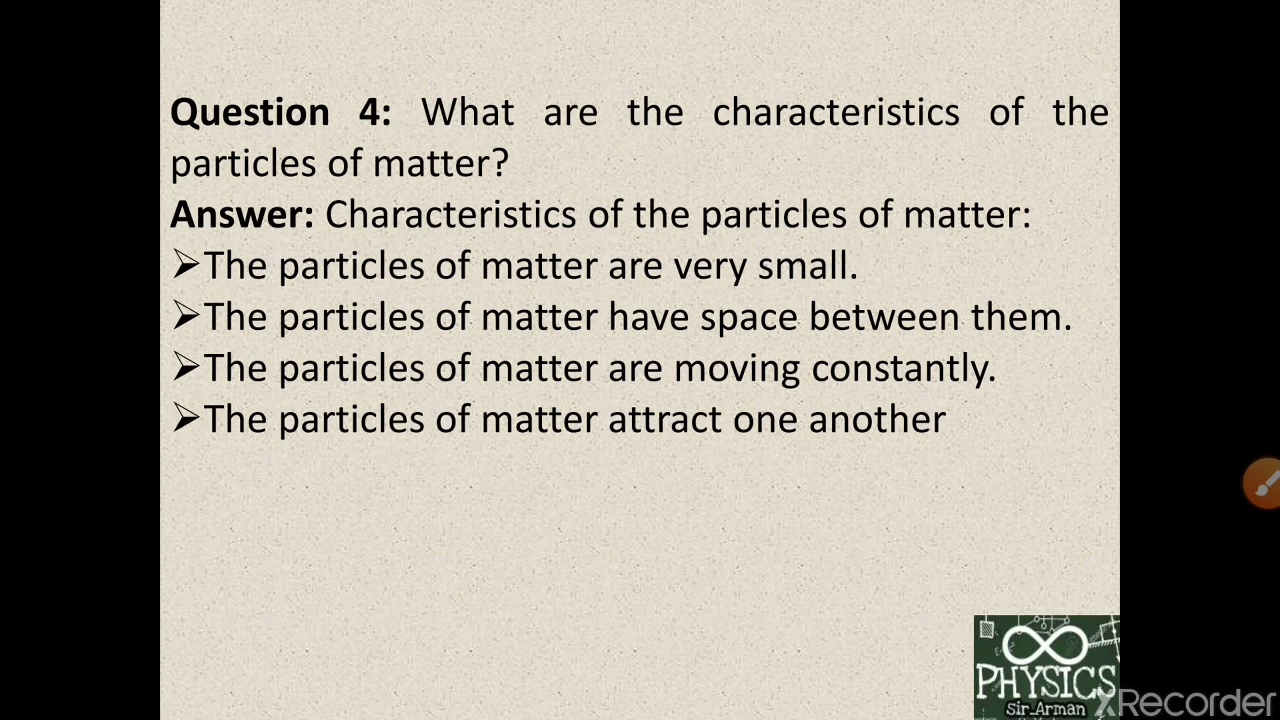 Question 4: What are the characteristics of the
particles of matter?
Answer: Characteristics of the particles of matter:
➢The particles of matter are very small.
➢The particles of matter have space between them.
➢The particles of matter are moving constantly.
➢The particles of matter attract one another
PHYSICS
sir Arman
XRecorder